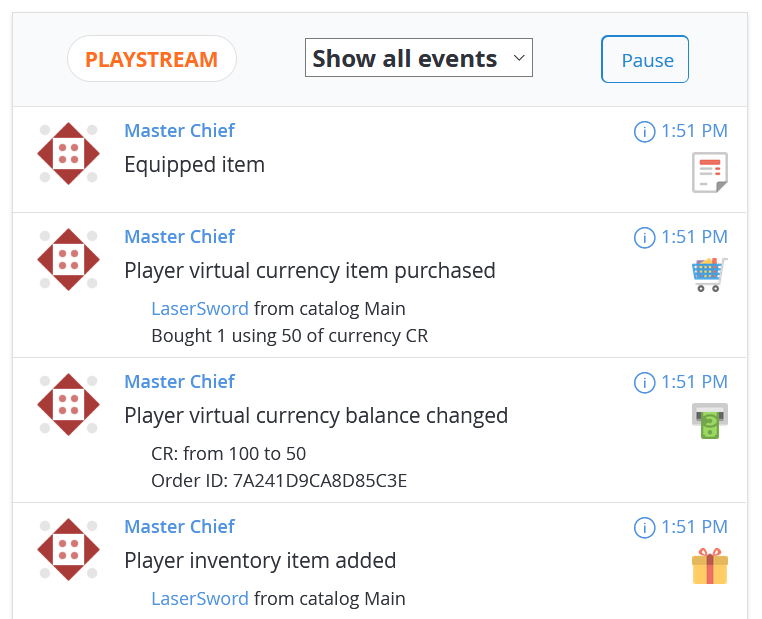 PLAYSTREAM
Show all events
Pause
Master Chief
1:51 PM
Equipped item
Master Chief
1:51 PM
Player virtual currency item purchased
LaserSword from catalog Main
Bought 1 using 50 of currency CR
Master Chief
1:51 PM
Player virtual currency balance changed
CR: from 100 to 50
Order ID: 7A241D9CA8D85C3E
Master Chief
1:51 PM
Player inventory item added
LaserSword from catalog Main